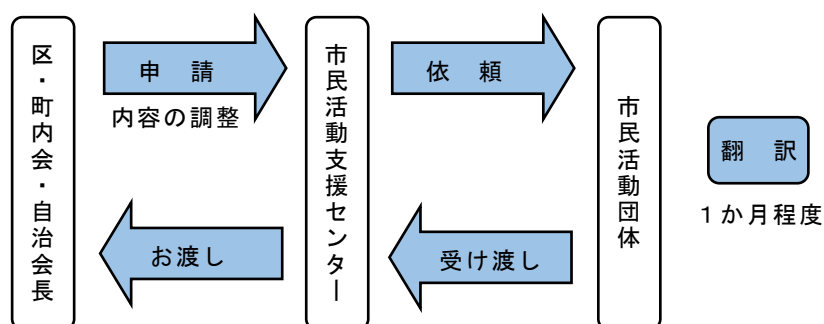 区・町内会・自治会長
申　請
内容の調整
お渡し
市民活動支援センター
依　頼
受け渡し
市民活動団体
翻　訳
１か月程度